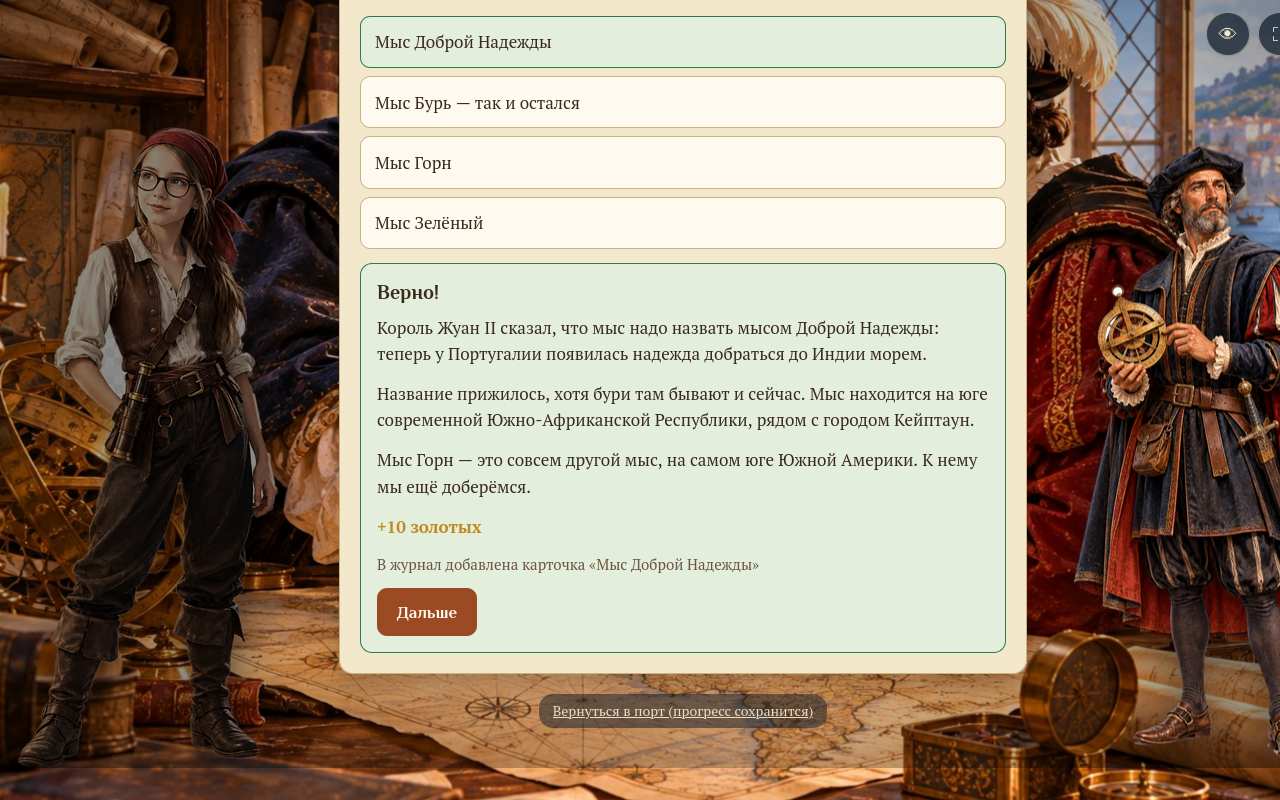 Мыс Доброй Надежды
Мыс Бурь — так и остался
Мыс Горн
Мыс Зелёный
Верно!
Король Жуан II сказал, что мыс надо назвать мысом Доброй Надежды:
теперь у Португалии появилась надежда добраться до Индии морем.
Название прижилось, хотя бури там бывают и сейчас. Мыс находится на юге
современной Южно-Африканской Республики, рядом с городом Кейптаун.
Мыс Горн — это совсем другой мыс, на самом юге Южной Америки. К нему
мы ещё доберёмся.
+10 золотых
В журнал добавлена карточка «Мыс Доброй Надежды»
Дальше
Вернуться в порт (прогресс сохранится)